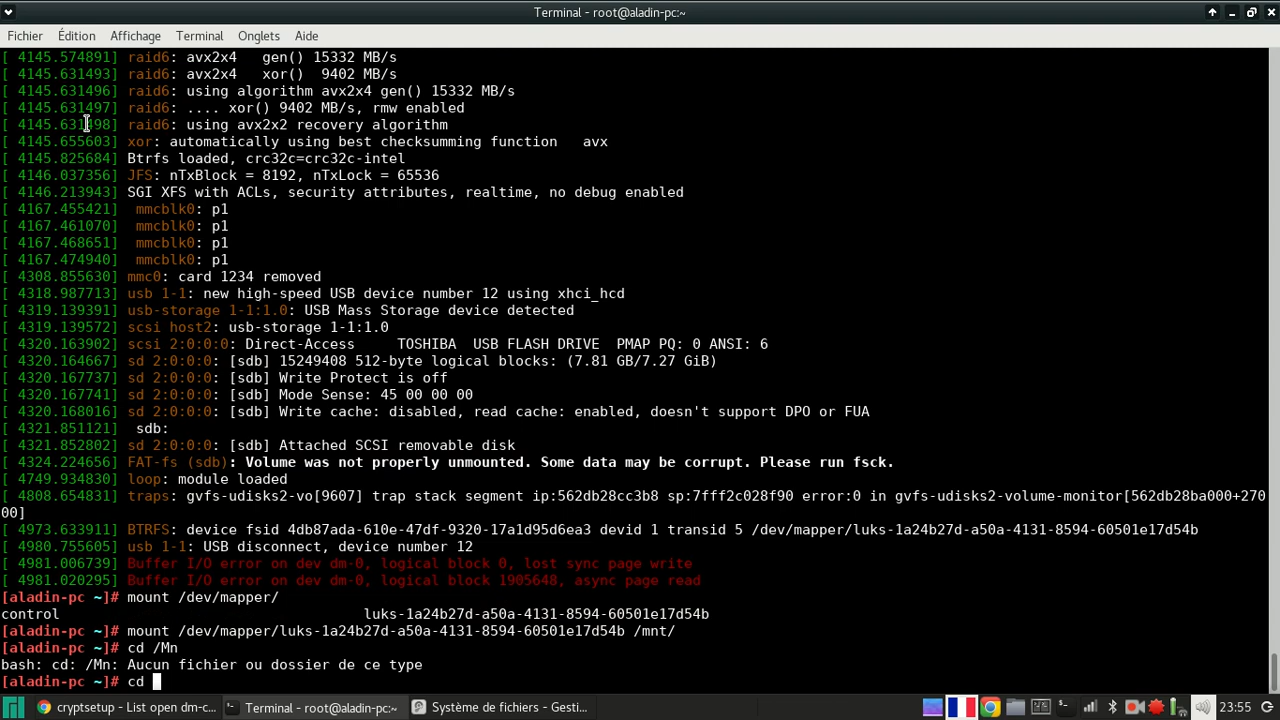 Terminal - root@aladin-pc:~
Fichier Édition Affichage Terminal Onglets Aide
[ 4145.574891] raid6: avx2x4   gen() 15332 MB/s
[ 4145.631493] raid6: avx2x4   xor()  9402 MB/s
[ 4145.631496] raid6: using algorithm avx2x4 gen() 15332 MB/s
[ 4145.631497] raid6: .... xor() 9402 MB/s, rmw enabled
[ 4145.631498] raid6: using avx2x2 recovery algorithm
[ 4145.655603] xor: automatically using best checksumming function   avx
[ 4145.825684] Btrfs loaded, crc32c=crc32c-intel
[ 4146.037356] JFS: nTxBlock = 8192, nTxLock = 65536
[ 4146.213943] SGI XFS with ACLs, security attributes, realtime, no debug enabled
[ 4167.455421]  mmcblk0: p1
[ 4167.461070]  mmcblk0: p1
[ 4167.468651]  mmcblk0: p1
[ 4167.474940]  mmcblk0: p1
[ 4308.855630] mmc0: card 1234 removed
[ 4318.987713] usb 1-1: new high-speed USB device number 12 using xhci_hcd
[ 4319.139391] usb-storage 1-1:1.0: USB Mass Storage device detected
[ 4319.139572] scsi host2: usb-storage 1-1:1.0
[ 4320.163902] scsi 2:0:0:0: Direct-Access     TOSHIBA  USB FLASH DRIVE  PMAP PQ: 0 ANSI: 6
[ 4320.164667] sd 2:0:0:0: [sdb] 15249408 512-byte logical blocks: (7.81 GB/7.27 GiB)
[ 4320.167737] sd 2:0:0:0: [sdb] Write Protect is off
[ 4320.167741] sd 2:0:0:0: [sdb] Mode Sense: 45 00 00 00
[ 4320.168016] sd 2:0:0:0: [sdb] Write cache: disabled, read cache: enabled, doesn't support DPO or FUA
[ 4321.851121]  sdb:
[ 4321.852802] sd 2:0:0:0: [sdb] Attached SCSI removable disk
[ 4324.224656] FAT-fs (sdb): Volume was not properly unmounted. Some data may be corrupt. Please run fsck.
[ 4749.934830] loop: module loaded
[ 4808.654831] traps: gvfs-udisks2-vo[9607] trap stack segment ip:562db28cc3b8 sp:7fff2c028f90 error:0 in gvfs-udisks2-volume-monitor[562db28ba000+270
00]
[ 4973.633911] BTRFS: device fsid 4db87ada-610e-47df-9320-17a1d95d6ea3 devid 1 transid 5 /dev/mapper/luks-1a24b27d-a50a-4131-8594-60501e17d54b
[ 4980.755605] usb 1-1: USB disconnect, device number 12
[ 4981.006739] Buffer I/O error on dev dm-0, logical block 0, lost sync page write
[ 4981.020295] Buffer I/O error on dev dm-0, logical block 1905648, async page read
[aladin-pc ~]# mount /dev/mapper/
control                                    luks-1a24b27d-a50a-4131-8594-60501e17d54b
[aladin-pc ~]# mount /dev/mapper/luks-1a24b27d-a50a-4131-8594-60501e17d54b /mnt/
[aladin-pc ~]# cd /Mn
bash: cd: /Mn: Aucun fichier ou dossier de ce type
[aladin-pc ~]# cd
cryptsetup - List open dm-c... Terminal - root@aladin-pc:~ Système de fichiers - Gesti... 23:55